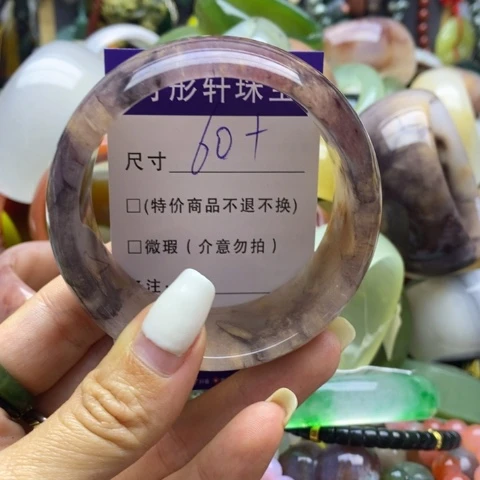 彤轩珠宝
尺寸 60+
□(特价商品不退不换)
□微瑕(介意勿拍)
注: